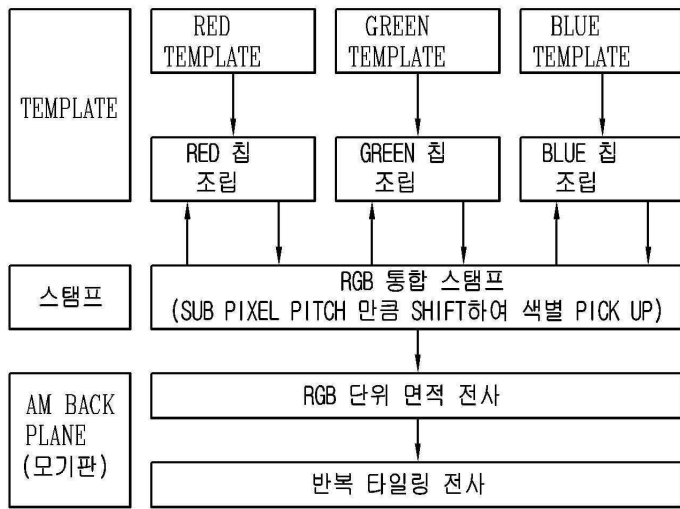 RED
TEMPLATE
GREEN
TEMPLATE
BLUE
TEMPLATE
TEMPLATE
RED 칩
조립
GREEN 칩
조립
BLUE 칩
조립
스탬프
RGB 통합 스탬프
(SUB PIXEL PITCH 만큼 SHIFT하여 색별 PICK UP)
AM BACK
PLANE
(모기판)
RGB 단위 면적 전사
반복 타일링 전사